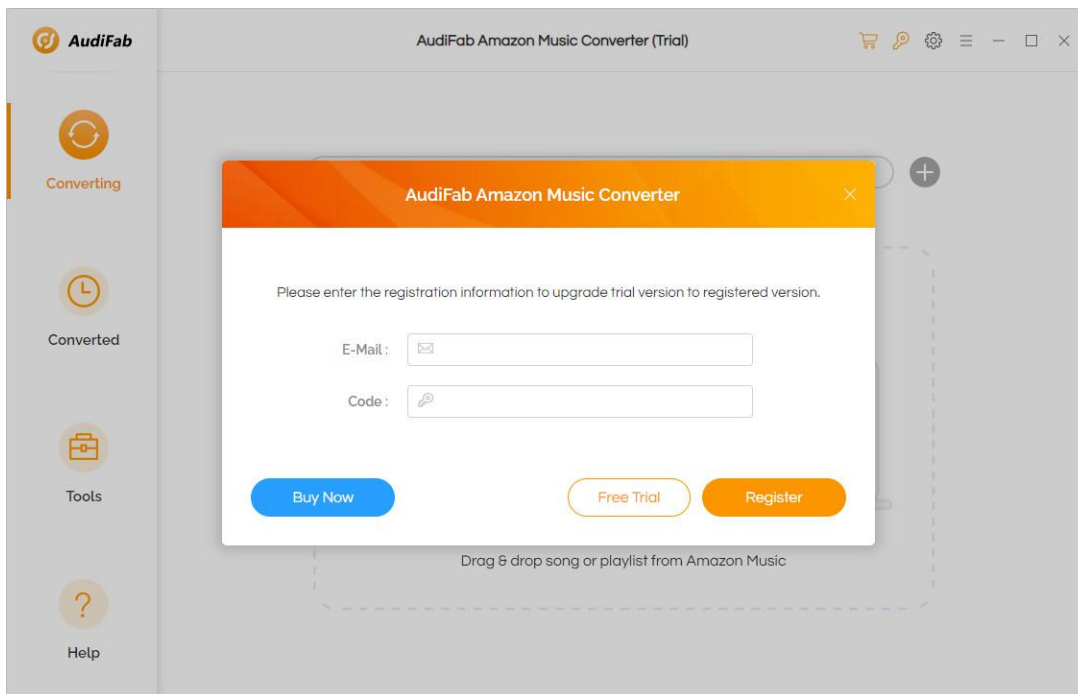 AudiFab
AudiFab Amazon Music Converter (Trial)
Converting
AudiFab Amazon Music Converter
Please enter the registration information to upgrade trial version to registered version.
E-Mail :
Code :
Buy Now
Free Trial
Register
Converted
Tools
Drag & drop song or playlist from Amazon Music
Help